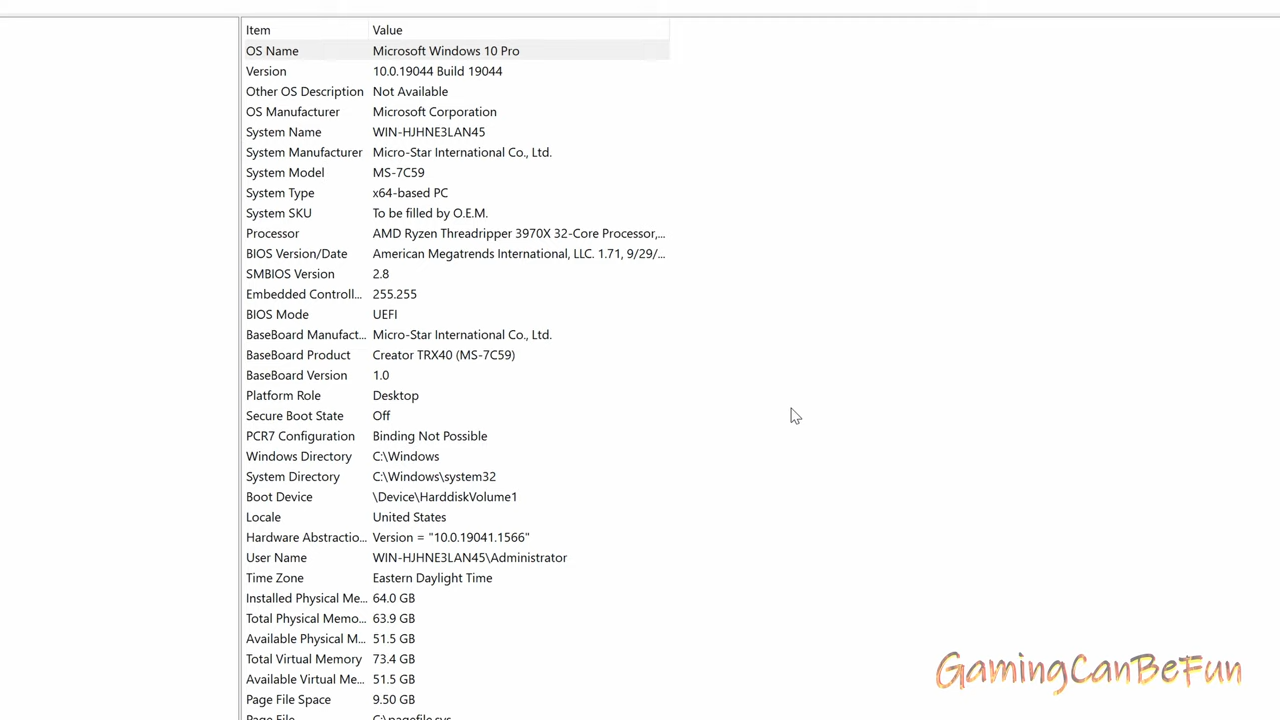 Item Value
OS Name Microsoft Windows 10 Pro
Version 10.0.19044 Build 19044
Other OS Description Not Available
OS Manufacturer Microsoft Corporation
System Name WIN-HJHNE3LAN45
System Manufacturer Micro-Star International Co., Ltd.
System Model MS-7C59
System Type x64-based PC
System SKU To be filled by O.E.M.
Processor AMD Ryzen Threadripper 3970X 32-Core Processor,...
BIOS Version/Date American Megatrends International, LLC. 1.71, 9/29/...
SMBIOS Version 2.8
Embedded Controll... 255.255
BIOS Mode UEFI
BaseBoard Manufact... Micro-Star International Co., Ltd.
BaseBoard Product Creator TRX40 (MS-7C59)
BaseBoard Version 1.0
Platform Role Desktop
Secure Boot State Off
PCR7 Configuration Binding Not Possible
Windows Directory C:\Windows
System Directory C:\Windows\system32
Boot Device \Device\HarddiskVolume1
Locale United States
Hardware Abstractio... Version = "10.0.19041.1566"
User Name WIN-HJHNE3LAN45\Administrator
Time Zone Eastern Daylight Time
Installed Physical Me... 64.0 GB
Total Physical Memo... 63.9 GB
Available Physical M... 51.5 GB
Total Virtual Memory 73.4 GB
Available Virtual Me... 51.5 GB
Page File Space 9.50 GB
Page File C:\pagefile.sys
GamingCanBeFun